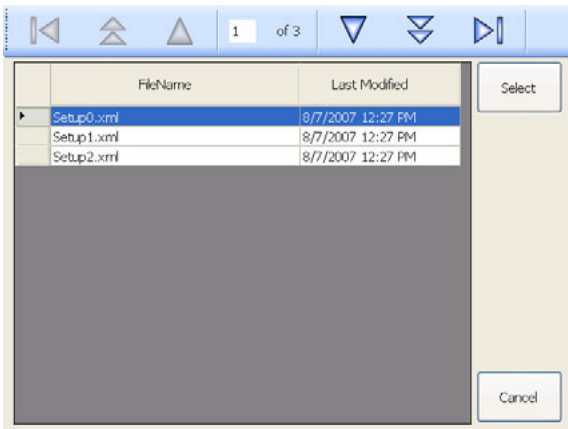 1 of 3
FileName Last Modified
Select
Setup0.xml 8/7/2007 12:27 PM
Setup1.xml 8/7/2007 12:27 PM
Setup2.xml 8/7/2007 12:27 PM
Cancel